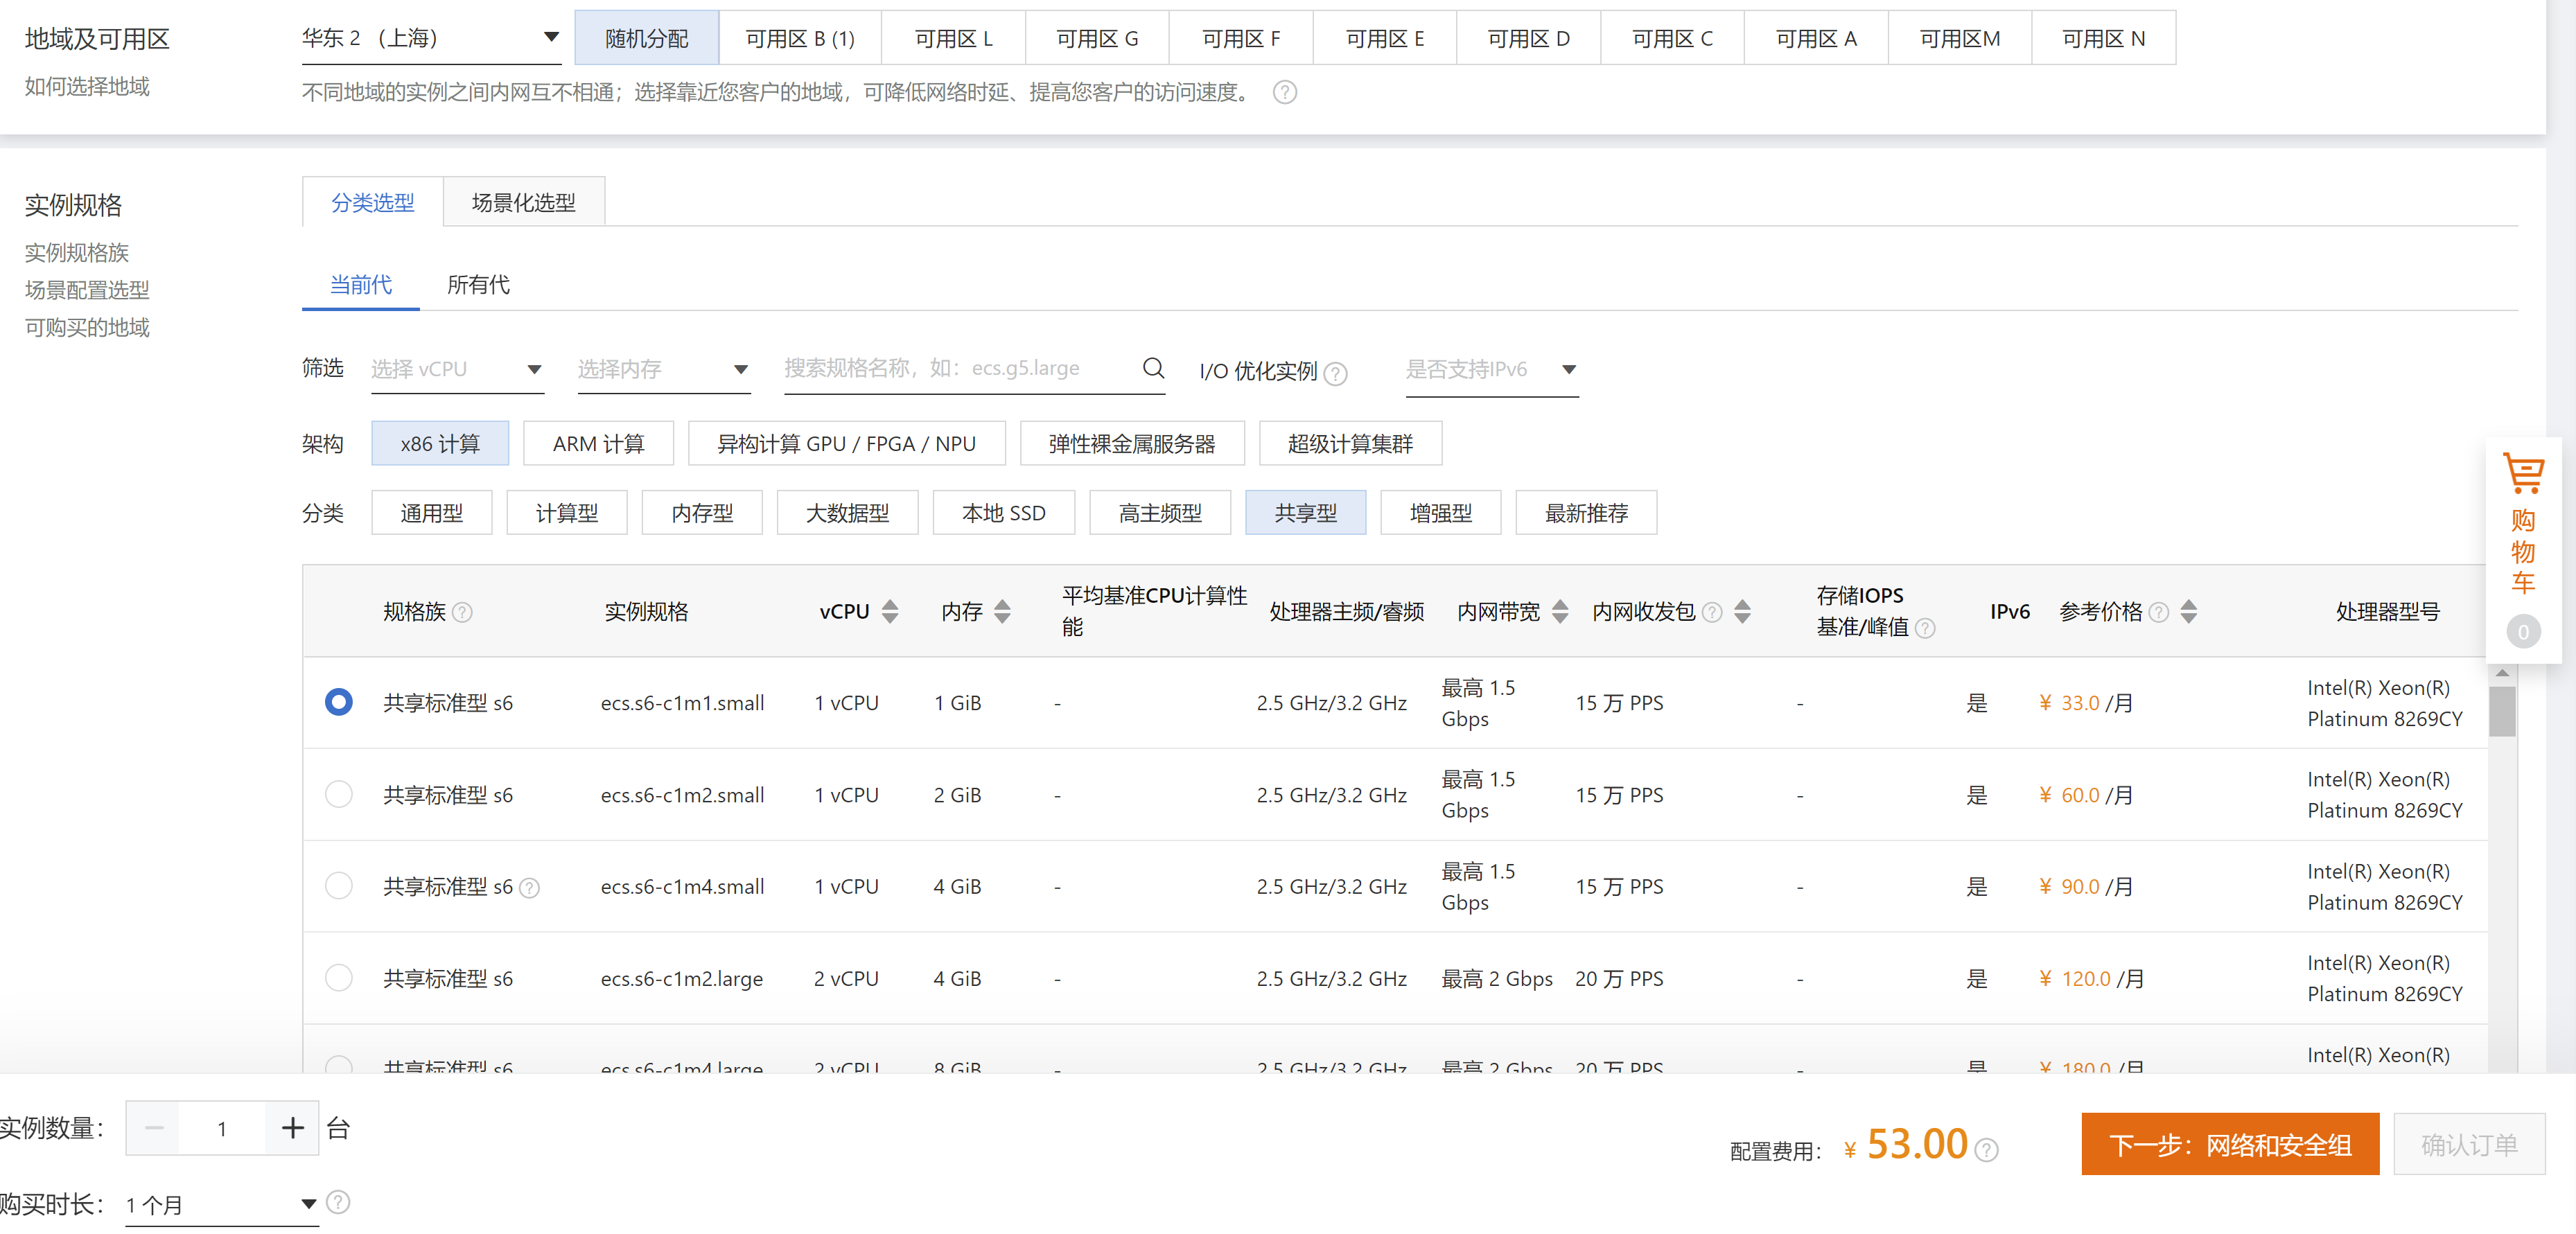 地域及可用区
如何选择地域
华东 2 （上海）
随机分配
可用区 B (1)
可用区 L
可用区 G
可用区 F
可用区 E
可用区 D
可用区 C
可用区 A
可用区M
可用区 N
不同地域的实例之间内网互不相通；选择靠近您客户的地域，可降低网络时延、提高您客户的访问速度。 ?
实例规格
实例规格族
场景配置选型
可购买的地域
分类选型
场景化选型
当前代
所有代
筛选
选择 vCPU
选择内存
搜索规格名称，如：ecs.g5.large
I/O 优化实例 ?
是否支持IPv6
架构
x86 计算
ARM 计算
异构计算 GPU / FPGA / NPU
弹性裸金属服务器
超级计算集群
分类
通用型
计算型
内存型
大数据型
本地 SSD
高主频型
共享型
增强型
最新推荐
规格族 ?
实例规格
vCPU
内存
平均基准CPU计算性
能
处理器主频/睿频
内网带宽
内网收发包 ?
存储IOPS
基准/峰值 ?
IPv6
参考价格 ?
处理器型号
共享标准型 s6
ecs.s6-c1m1.small
1 vCPU
1 GiB
-
2.5 GHz/3.2 GHz
最高 1.5
Gbps
15 万 PPS
-
是
¥ 33.0 /月
Intel(R) Xeon(R)
Platinum 8269CY
共享标准型 s6
ecs.s6-c1m2.small
1 vCPU
2 GiB
-
2.5 GHz/3.2 GHz
最高 1.5
Gbps
15 万 PPS
-
是
¥ 60.0 /月
Intel(R) Xeon(R)
Platinum 8269CY
共享标准型 s6 ?
ecs.s6-c1m4.small
1 vCPU
4 GiB
-
2.5 GHz/3.2 GHz
最高 1.5
Gbps
15 万 PPS
-
是
¥ 90.0 /月
Intel(R) Xeon(R)
Platinum 8269CY
共享标准型 s6
ecs.s6-c1m2.large
2 vCPU
4 GiB
-
2.5 GHz/3.2 GHz
最高 2 Gbps
20 万 PPS
-
是
¥ 120.0 /月
Intel(R) Xeon(R)
Platinum 8269CY
共享标准型 s6
ecs.s6-c1m4.large
2 vCPU
8 GiB
-
2.5 GHz/3.2 GHz
最高 2 Gbps
20 万 PPS
-
是
¥ 180.0 /月
Intel(R) Xeon(R)
购
物
车
0
实例数量：
1
台
购买时长：
1 个月
?
配置费用： ¥ 53.00 ?
下一步：网络和安全组
确认订单